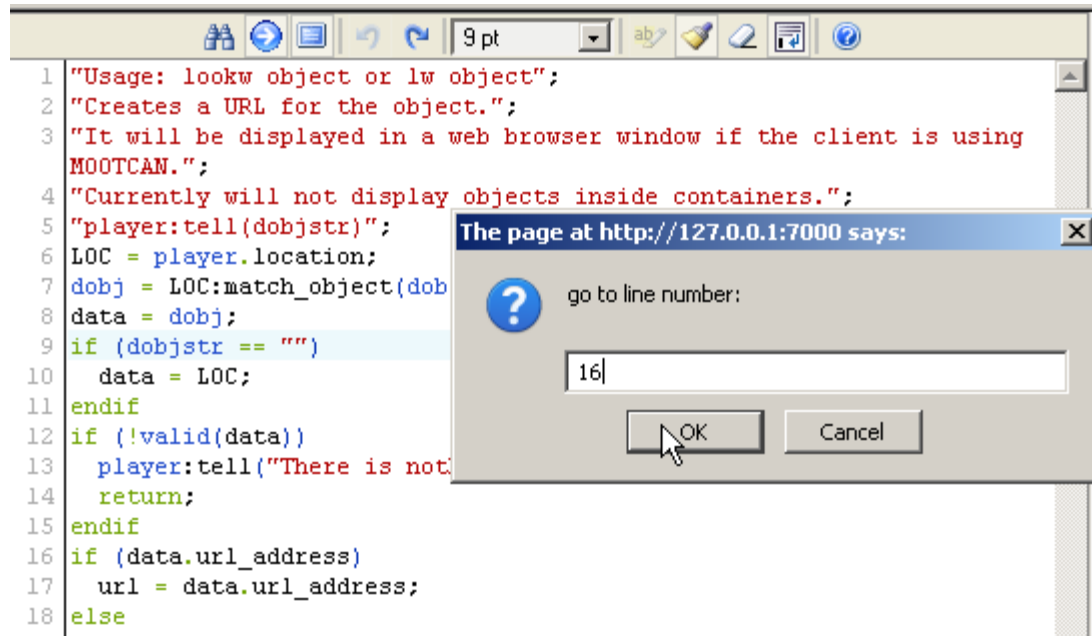 9 pt
1 "Usage: lookw object or lw object";
2 "Creates a URL for the object.";
3 "It will be displayed in a web browser window if the client is using
MOOTCAN.";
4 "Currently will not display objects inside containers.";
5 "player:tell(dobjstr)";
6 LOC = player.location;
7 dobj = LOC:match_object(dob
8 data = dobj;
9 if (dobjstr == "")
10 data = LOC;
11 endif
12 if (!valid(data))
13 player:tell("There is not
14 return;
15 endif
16 if (data.url_address)
17 url = data.url_address;
18 else
The page at http://127.0.0.1:7000 says:
go to line number:
16
OK
Cancel